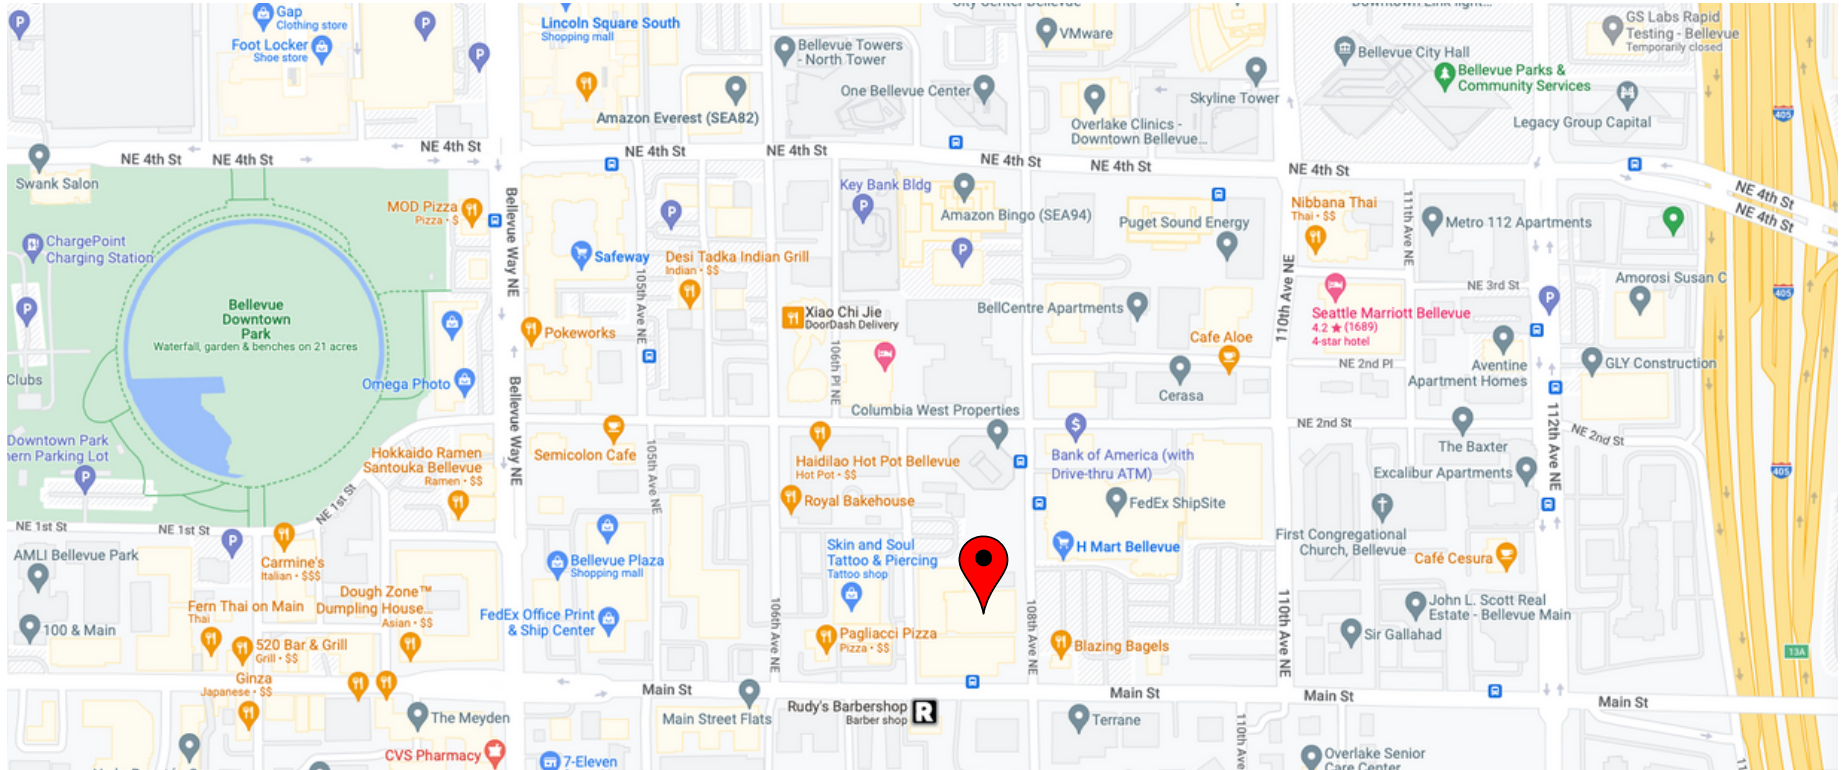 Gap
Clothing store
Foot Locker
Shoe store
P
P
P
Lincoln Square South
Shopping mall
Bellevue Towers
- North Tower
VMware
One Bellevue Center
Amazon Everest (SEA82)
Overlake Clinics -
Downtown Bellevue...
Skyline Tower
Bellevue City Hall
Bellevue Parks &
Community Services
GS Labs Rapid
Testing - Bellevue
Temporarily closed
Legacy Group Capital
405
NE 4th St
NE 4th St
NE 4th St
NE 4th St
NE 4th St
NE 4th St
NE 4th St
NE 4th St
NE 4th St
NE 4th St
Swank Salon
MOD Pizza
Pizza • $
ChargePoint
Charging Station
P
Bellevue
Downtown
Park
Waterfall, garden & benches on 21 acres
Clubs
Omega Photo
Downtown Park
hern Parking Lot
P
Bellevue Way NE
Bellevue Way NE
Bellevue Way NE
Safeway
P
Desi Tadka Indian Grill
Indian • $$
105th Ave NE
Pokeworks
Key Bank Bldg
P
Amazon Bingo (SEA94)
P
Puget Sound Energy
Xiao Chi Jie
DoorDash Delivery
106th Pl NE
BellCentre Apartments
Cafe Aloe
Cerasa
Columbia West Properties
110th Ave NE
Nibbana Thai
Thai • $$
111th Ave NE
Metro 112 Apartments
NE 3rd St
P
Seattle Marriott Bellevue
4.2 ★ (1689)
4-star hotel
NE 2nd Pl
Aventine
Apartment Homes
Amorosi Susan C
GLY Construction
405
NE 2nd St
NE 2nd St
112th Ave NE
The Baxter
Excalibur Apartments
405
Hokkaido Ramen
Santouka Bellevue
Ramen • $$
Semicolon Cafe
105th Ave NE
Haidilao Hot Pot Bellevue
Hot Pot • $$
Royal Bakehouse
$
Bank of America (with
Drive-thru ATM)
FedEx ShipSite
H Mart Bellevue
First Congregational
Church, Bellevue
Café Cesura
NE 1st St
NE 1st St
NE 1st St
P
AMLI Bellevue Park
Carmine's
Italian • $$$
Bellevue Plaza
Shopping mall
Skin and Soul
Tattoo & Piercing
Tattoo shop
Fern Thai on Main
Thai
Dough Zone™
Dumpling House...
Asian • $$
FedEx Office Print
& Ship Center
100 & Main
520 Bar & Grill
Grill • $$
Ginza
Japanese • $$
106th Ave NE
Pagliacci Pizza
Pizza • $$
108th Ave NE
Blazing Bagels
110th Ave NE
Sir Gallahad
John L. Scott Real
Estate - Bellevue Main
13A
Main St
Main St
Main St
Main St
The Meyden
Main Street Flats
Rudy's Barbershop
Barber shop
R
Terrane
110th Ave
CVS Pharmacy
7-Eleven
Overlake Senior
Care Center